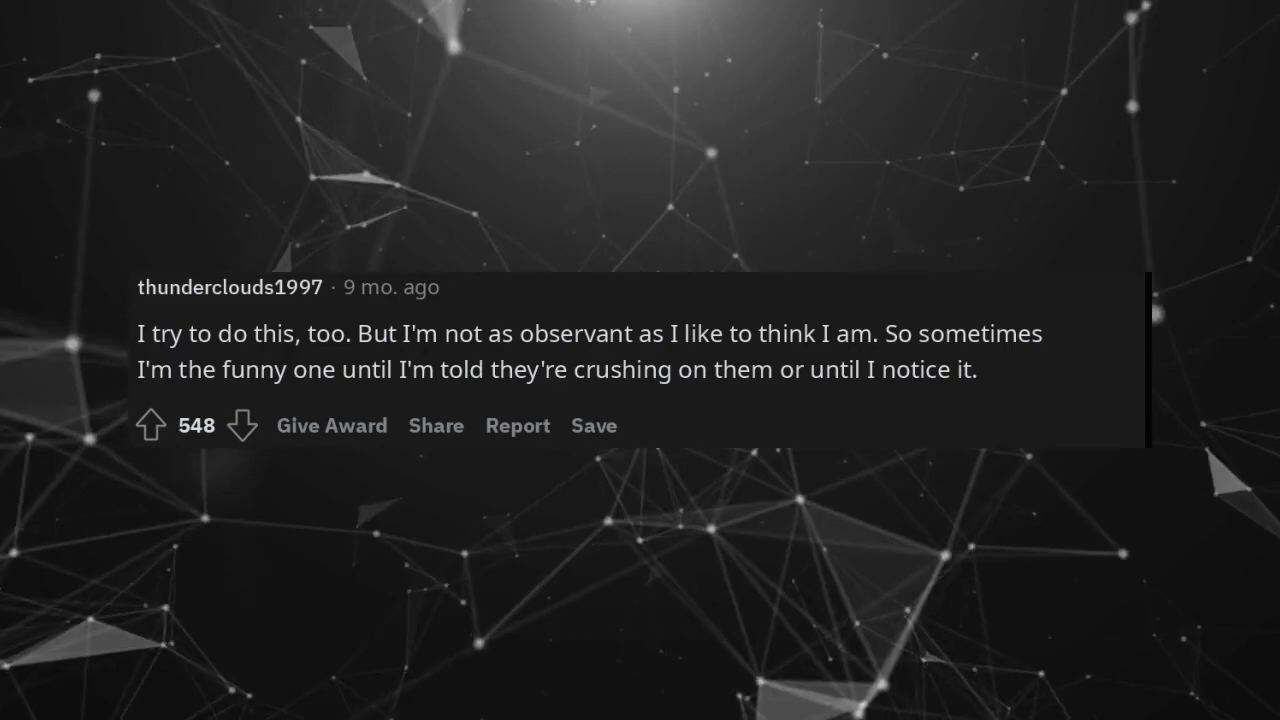 thunderclouds1997 · 9 mo. ago
I try to do this, too. But I'm not as observant as I like to think I am. So sometimes
I'm the funny one until I'm told they're crushing on them or until I notice it.
548 Give Award Share Report Save